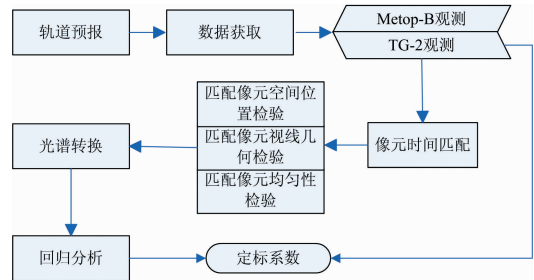 轨道预报
数据获取
Metop-B观测
TG-2观测
匹配像元空间位
置检验
匹配像元视线几
何检验
匹配像元均匀性
检验
像元时间匹配
光谱转换
回归分析
定标系数